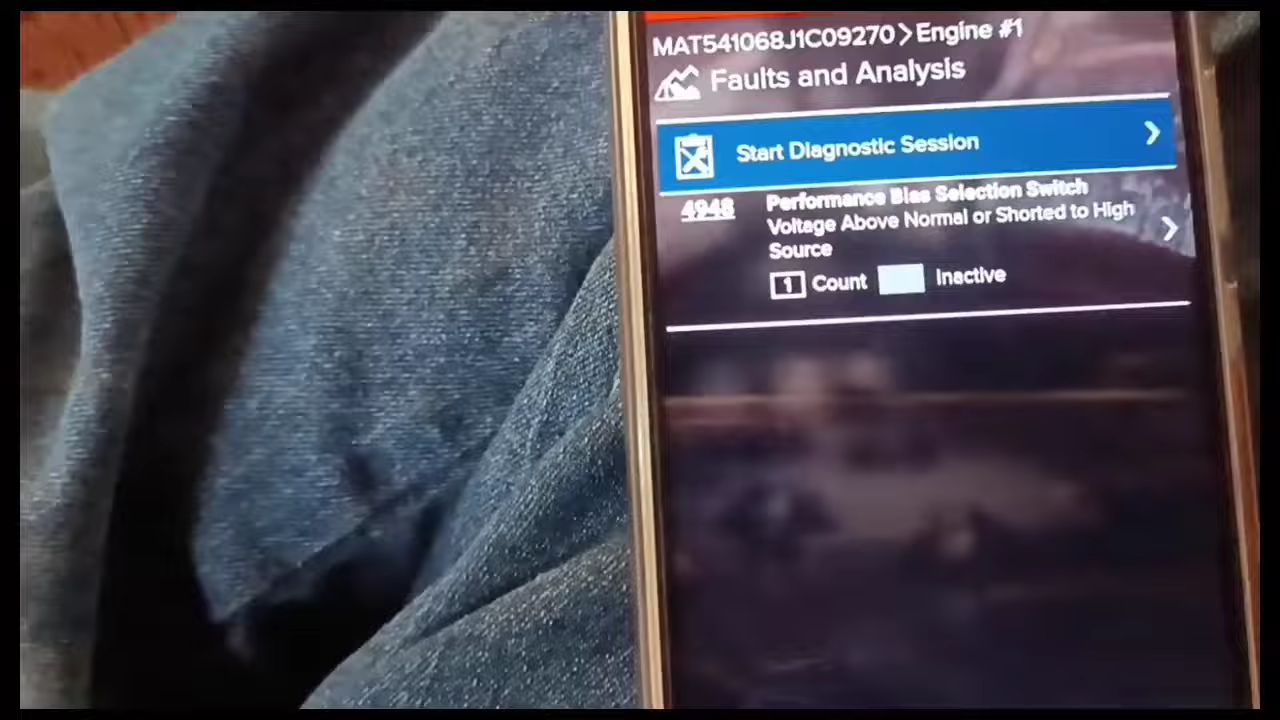 MAT541068J1C09270 > Engine #1
Faults and Analysis
Start Diagnostic Session
4948 Performance Bias Selection Switch
Voltage Above Normal or Shorted to High
Source
1 Count Inactive